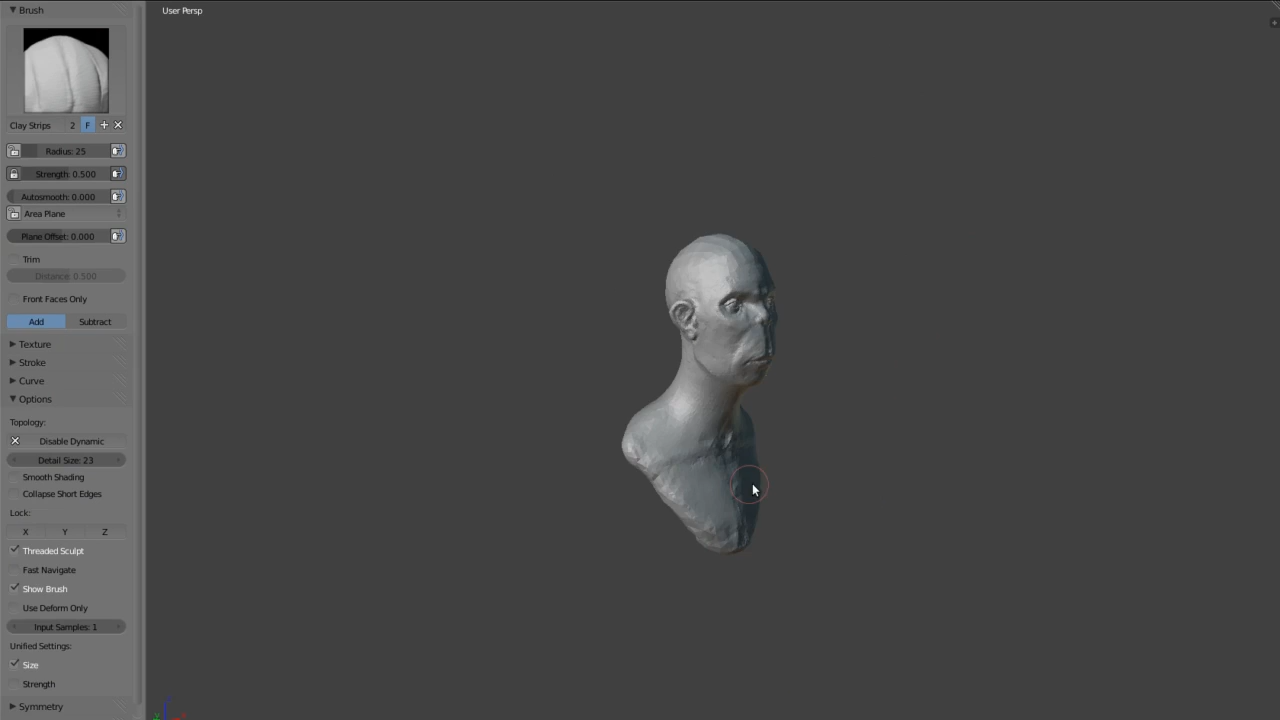 Brush
User Persp
Clay Strips 2 F
Radius: 25
Strength: 0.500
Autosmooth: 0.000
Area Plane
Plane Offset: 0.000
Trim
Distance: 0.500
Front Faces Only
Add Subtract
Texture
Stroke
Curve
Options
Topology:
Disable Dynamic
Detail Size: 23
Smooth Shading
Collapse Short Edges
Lock:
X Y Z
Threaded Sculpt
Fast Navigate
Show Brush
Use Deform Only
Input Samples: 1
Unified Settings:
Size
Strength
Symmetry